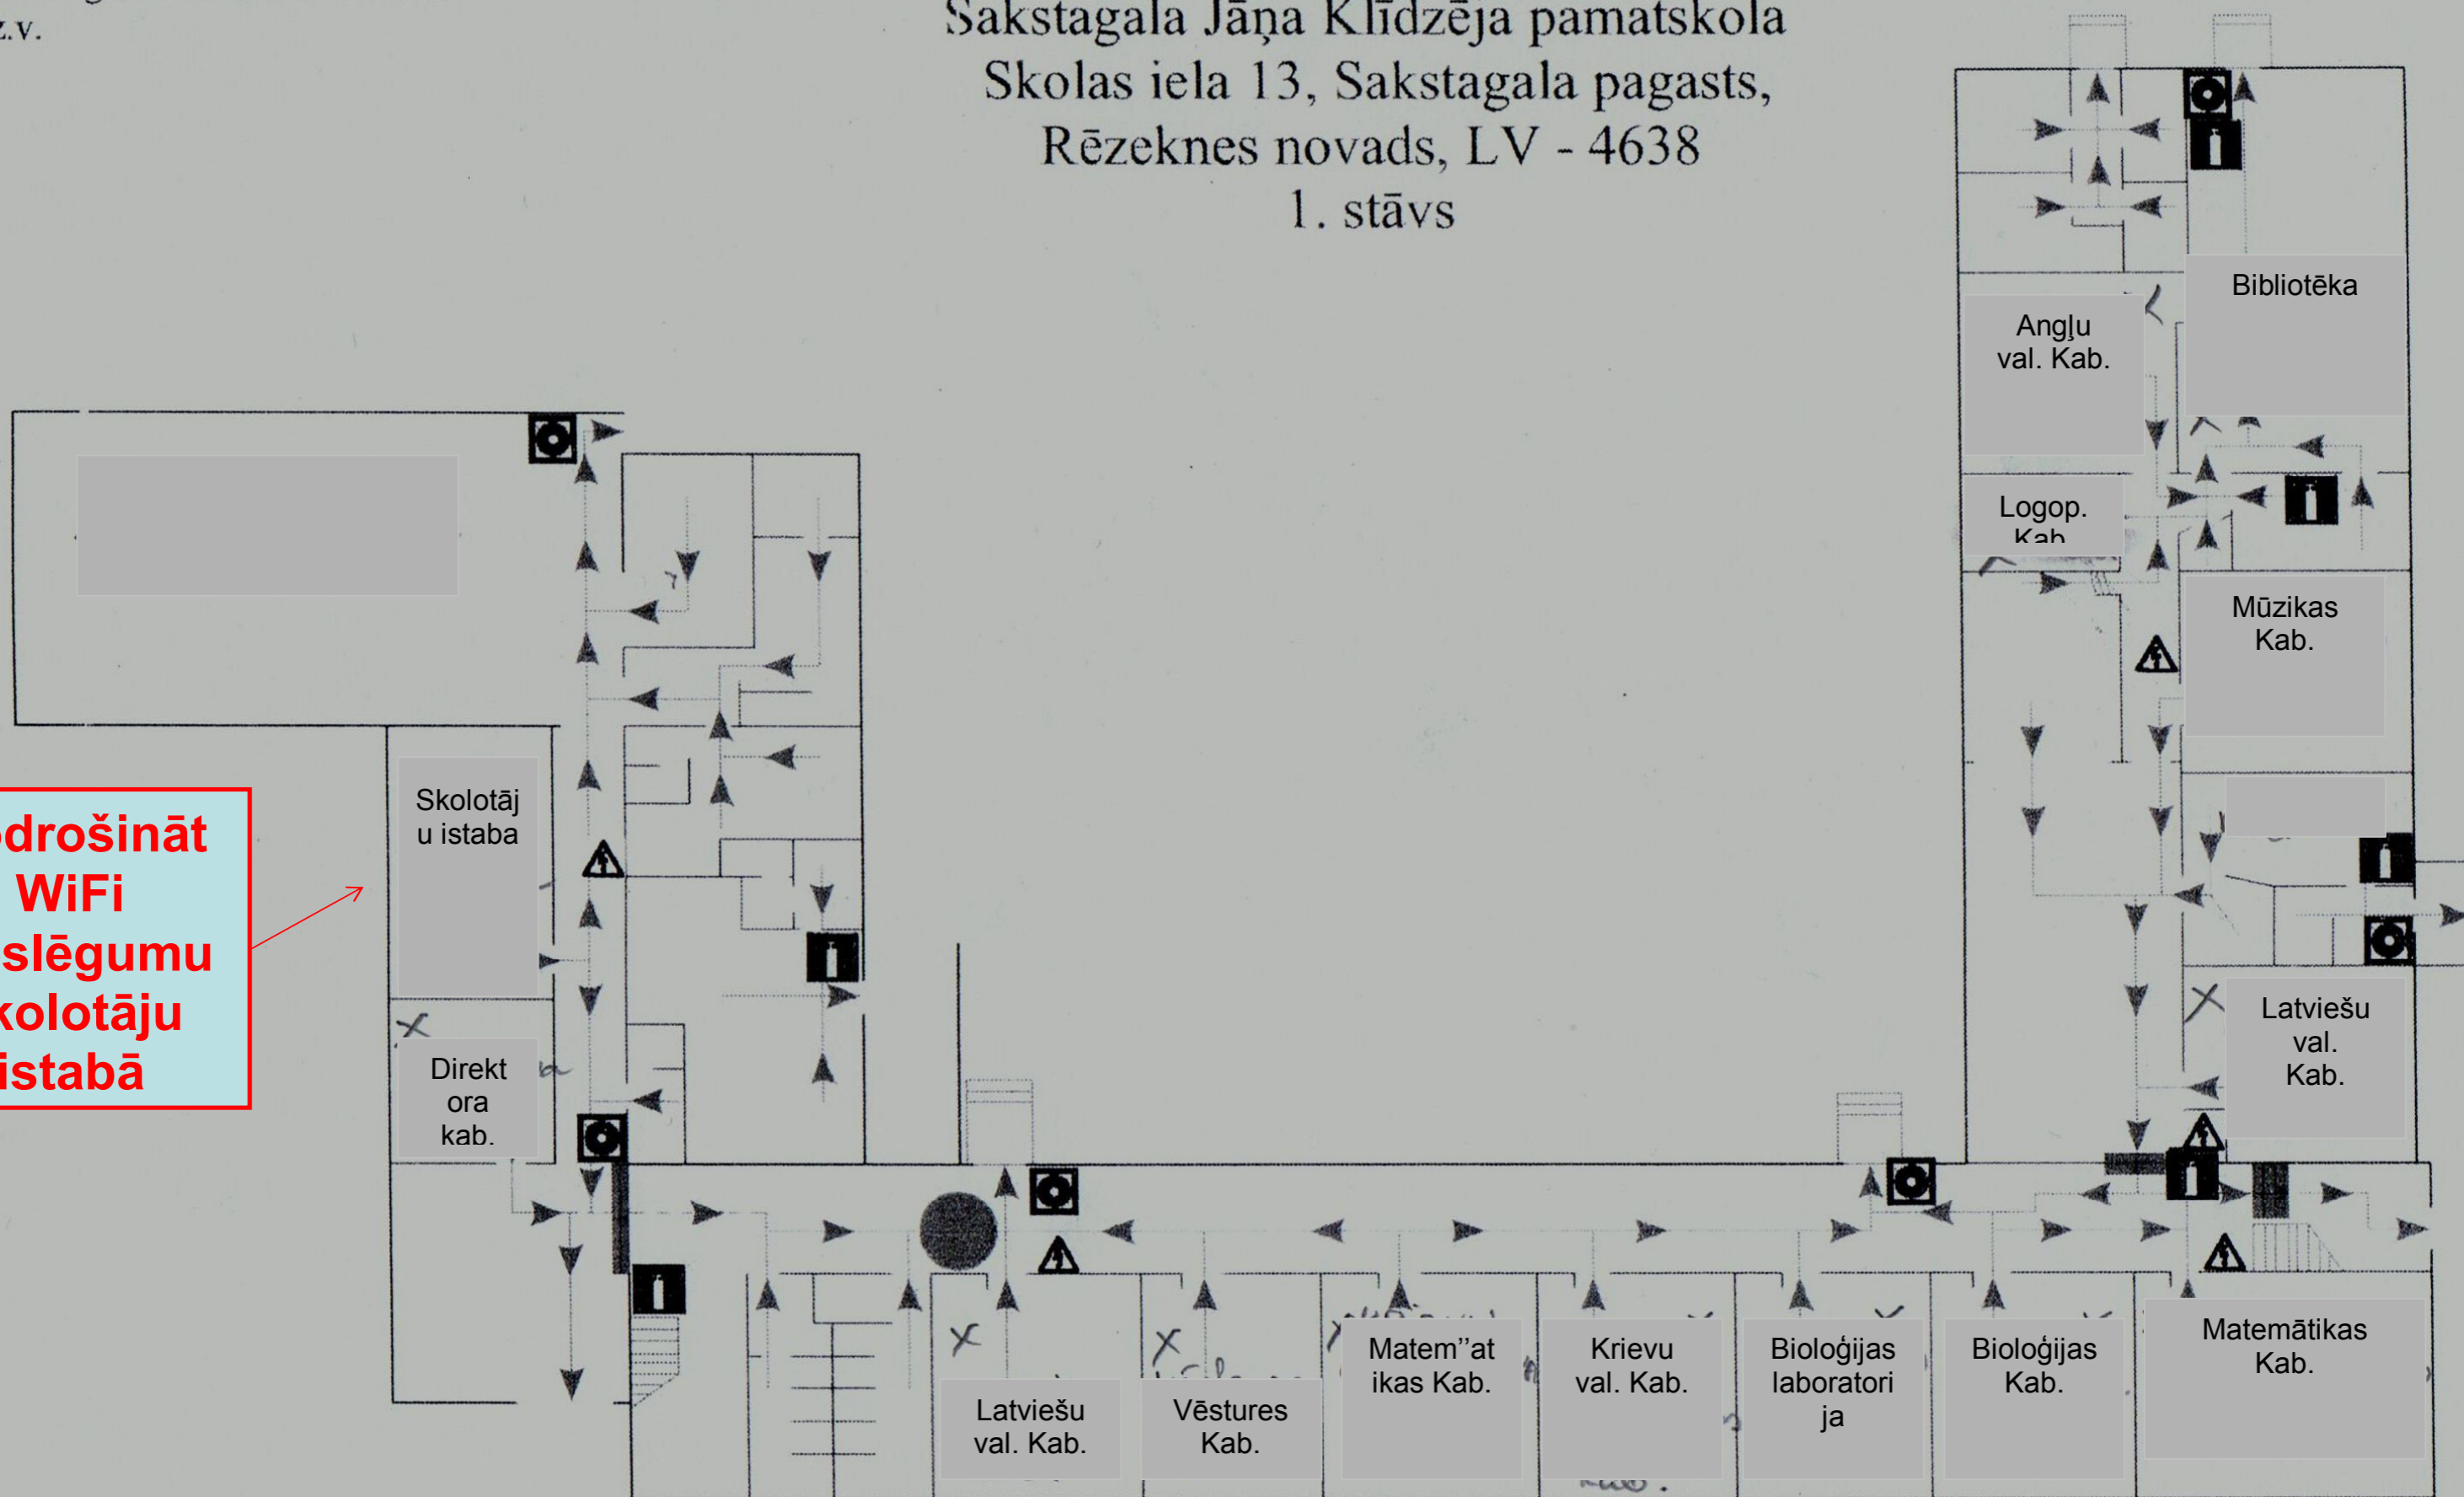 z.v.
Sakstagala Jāņa Klīdzēja pamatskola
Skolas iela 13, Sakstagala pagasts,
Rēzeknes novads, LV - 4638
1. stāvs
Bibliotēka
Angļu
val. Kab.
Logop.
Kab.
Mūzikas
Kab.
Skolotāj
u istaba
drošināt
WiFi
slēgumu
kolotāju
istabā
Direkt
ora
kab.
Latviešu
val.
Kab.
Latviešu
val. Kab.
Vēstures
Kab.
Matem’’at
ikas Kab.
Krievu
val. Kab.
Bioloģijas
laboratori
ja
Bioloģijas
Kab.
Matemātikas
Kab.